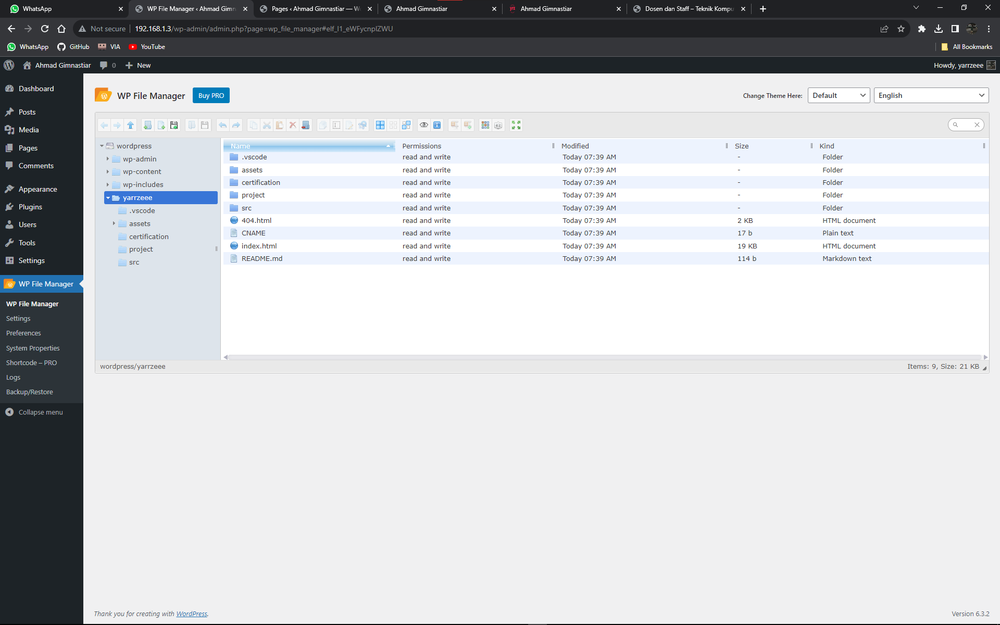 WhatsApp
WP File Manager ‹ Ahmad Gimn
Pages ‹ Ahmad Gimnastiar — W
Ahmad Gimnastiar
Ahmad Gimnastiar
Dosen dan Staff – Teknik Kompu
Not secure 192.168.1.3/wp-admin/admin.php?page=wp_file_manager#elf_l1_eWFycnplZWU
WhatsApp GitHub VIA YouTube All Bookmarks
Ahmad Gimnastiar 0 New Howdy, yarrzeee
Dashboard
Posts
Media
Pages
Comments
Appearance
Plugins
Users
Tools
Settings
WP File Manager
WP File Manager
Settings
Preferences
System Properties
Shortcode – PRO
Logs
Backup/Restore
Collapse menu
WP File Manager Buy PRO Change Theme Here: Default English
wordpress
wp-admin
wp-content
wp-includes
yarrzeee
.vscode
assets
certification
project
src
Name Permissions Modified Size Kind
.vscode read and write Today 07:39 AM - Folder
assets read and write Today 07:39 AM - Folder
certification read and write Today 07:39 AM - Folder
project read and write Today 07:39 AM - Folder
src read and write Today 07:39 AM - Folder
404.html read and write Today 07:39 AM 2 KB HTML document
CNAME read and write Today 07:39 AM 17 b Plain text
index.html read and write Today 07:39 AM 19 KB HTML document
README.md read and write Today 07:39 AM 114 b Markdown text
wordpress/yarrzeee Items: 9, Size: 21 KB
Thank you for creating with WordPress. Version 6.3.2